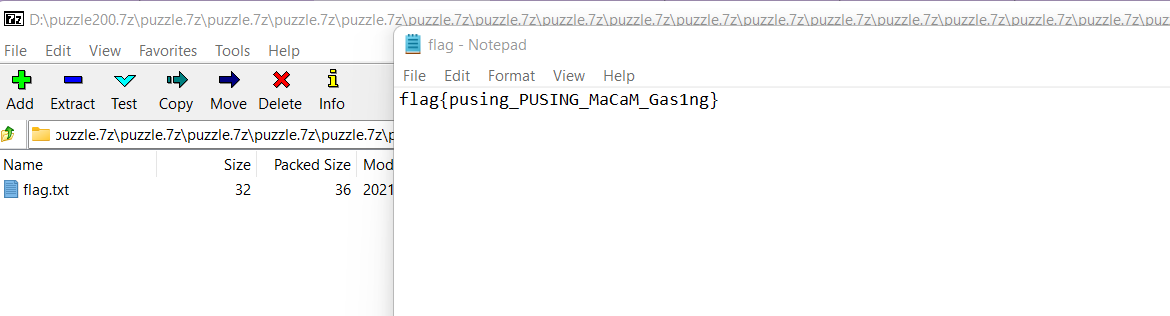 D:\puzzle200.7z\puzzle.7z\puzzle.7z\puzzle.7z\puzzle.7z\puzzle.7z\puzzle.7z\puzzle.7z\puzzle.7z\puzzle.7z\puzzle.7z\puzzle.7z\puzzle.7z\puzzle.7z\puzzle
File Edit View Favorites Tools Help
Add Extract Test Copy Move Delete Info
puzzle.7z\puzzle.7z\puzzle.7z\puzzle.7z\puzzle.7z\p
Name Size Packed Size Mod
flag.txt 32 36 2021
flag - Notepad
File Edit Format View Help
flag{pusing_PUSING_MaCaM_Gas1ng}